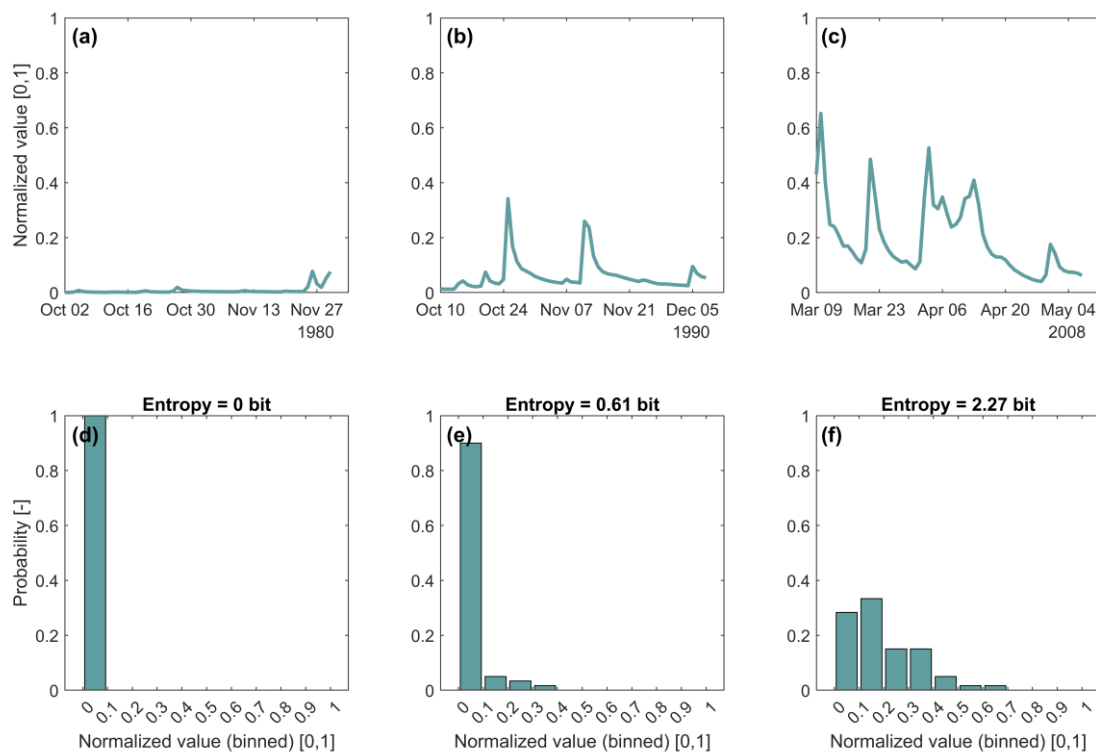 (a)
Normalized value [0,1]
1
0.8
0.6
0.4
0.2
0
Oct 02 Oct 16 Oct 30 Nov 13 Nov 27
1980
(b)
1
0.8
0.6
0.4
0.2
0
Oct 10 Oct 24 Nov 07 Nov 21 Dec 05
1990
(c)
1
0.8
0.6
0.4
0.2
0
Mar 09 Mar 23 Apr 06 Apr 20 May 04
2008
Entropy = 0 bit
(d)
Probability [-]
1
0.8
0.6
0.4
0.2
0
0 0.1 0.2 0.3 0.4 0.5 0.6 0.7 0.8 0.9 1
Normalized value (binned) [0,1]
Entropy = 0.61 bit
(e)
1
0.8
0.6
0.4
0.2
0
0 0.1 0.2 0.3 0.4 0.5 0.6 0.7 0.8 0.9 1
Normalized value (binned) [0,1]
Entropy = 2.27 bit
(f)
1
0.8
0.6
0.4
0.2
0
0 0.1 0.2 0.3 0.4 0.5 0.6 0.7 0.8 0.9 1
Normalized value (binned) [0,1]